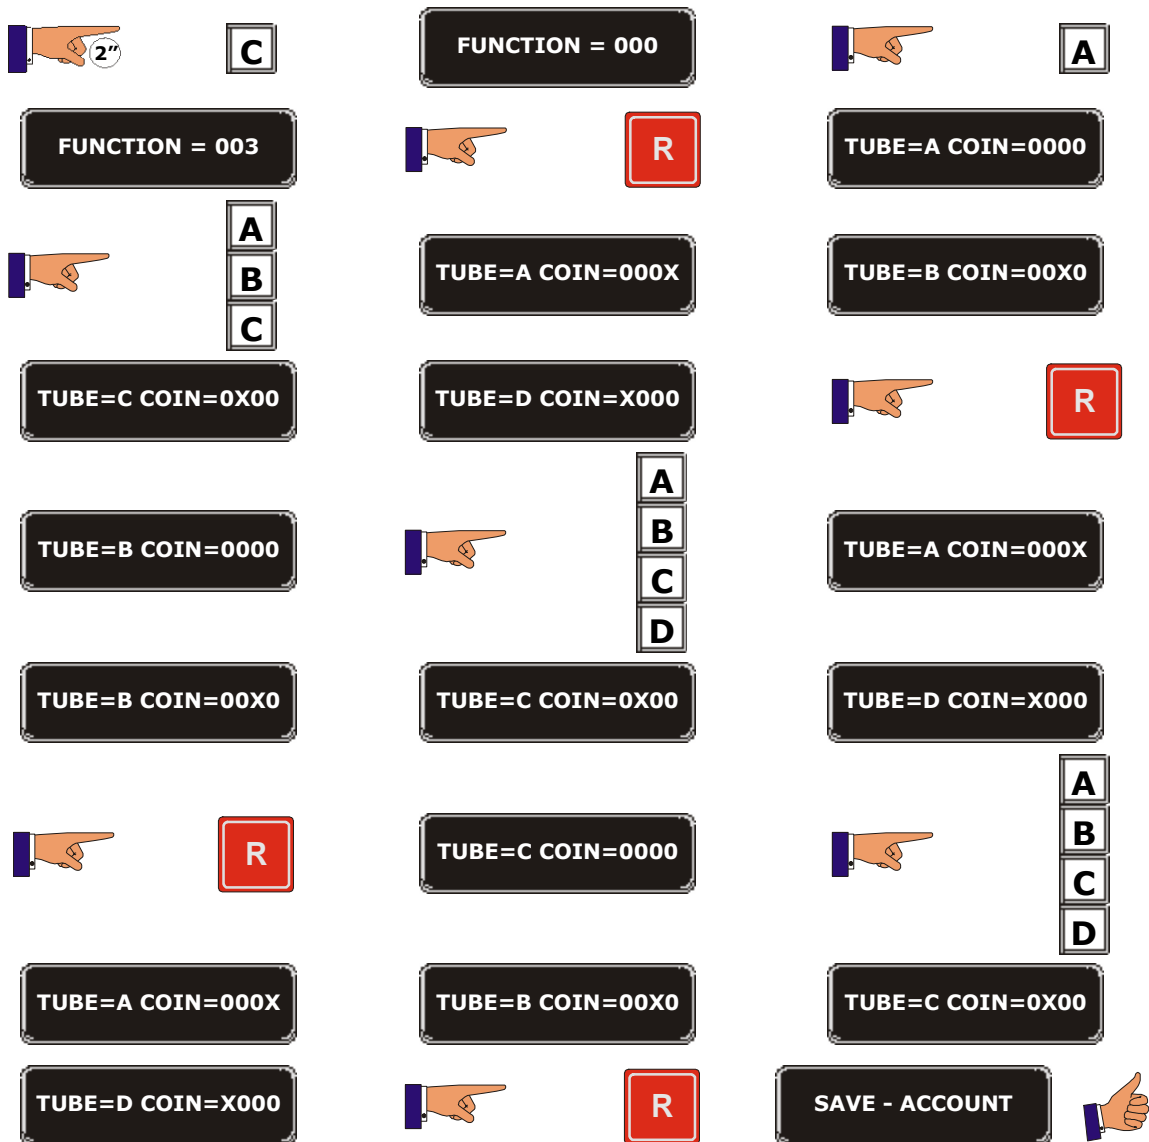 2”
C
FUNCTION = 000
A
FUNCTION = 003
R
TUBE=A COIN=0000
A
B
C
TUBE=A COIN=000X
TUBE=B COIN=00X0
TUBE=C COIN=0X00
TUBE=D COIN=X000
R
TUBE=B COIN=0000
A
B
C
D
TUBE=A COIN=000X
TUBE=B COIN=00X0
TUBE=C COIN=0X00
TUBE=D COIN=X000
R
TUBE=C COIN=0000
A
B
C
D
TUBE=A COIN=000X
TUBE=B COIN=00X0
TUBE=C COIN=0X00
TUBE=D COIN=X000
R
SAVE - ACCOUNT